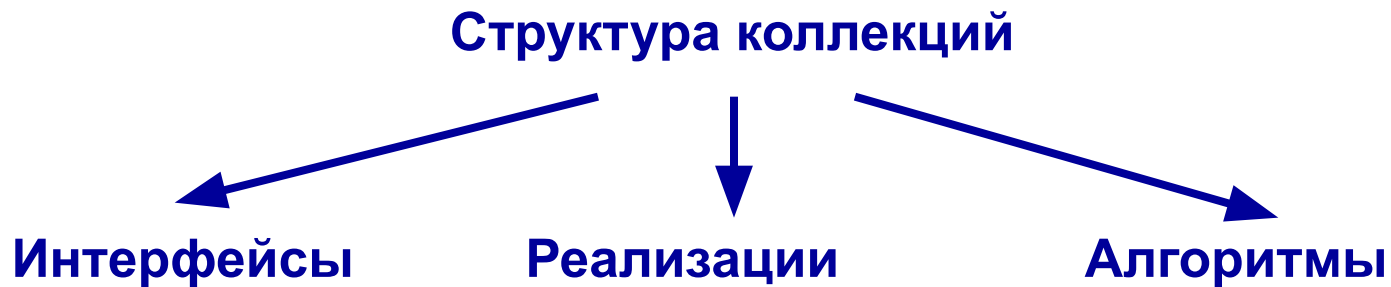 Структура коллекций
Интерфейсы
Реализации
Алгоритмы